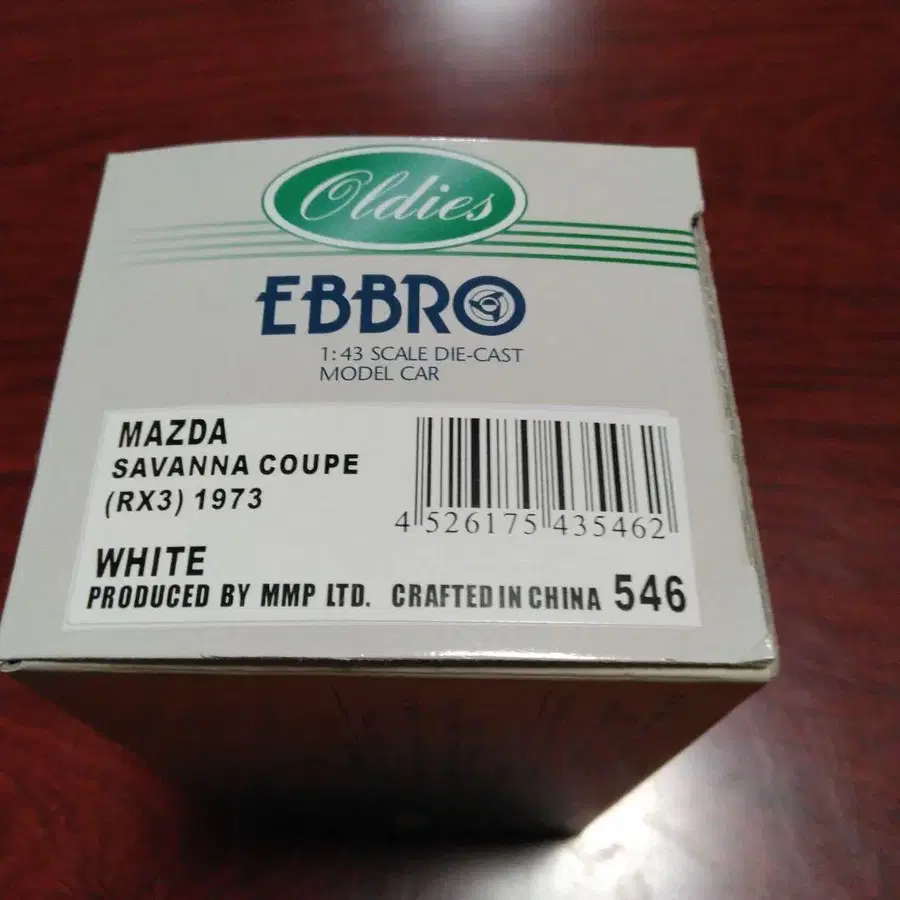 Oldies
EBBRO
1:43 SCALE DIE-CAST
MODEL CAR
MAZDA
SAVANNA COUPE
(RX3) 1973
4 526175 435462
WHITE
PRODUCED BY MMP LTD. CRAFTED IN CHINA 546